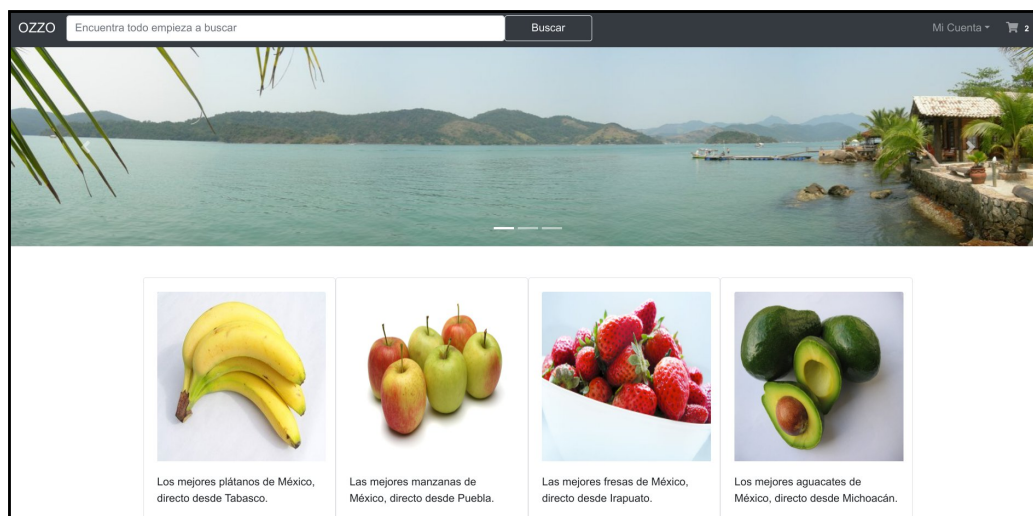 OZZO Encuentra todo empieza a buscar Buscar Mi Cuenta 2
Los mejores plátanos de México,
directo desde Tabasco.
Las mejores manzanas de
México, directo desde Puebla.
Las mejores fresas de México,
directo desde Irapuato.
Los mejores aguacates de
México, directo desde Michoacán.